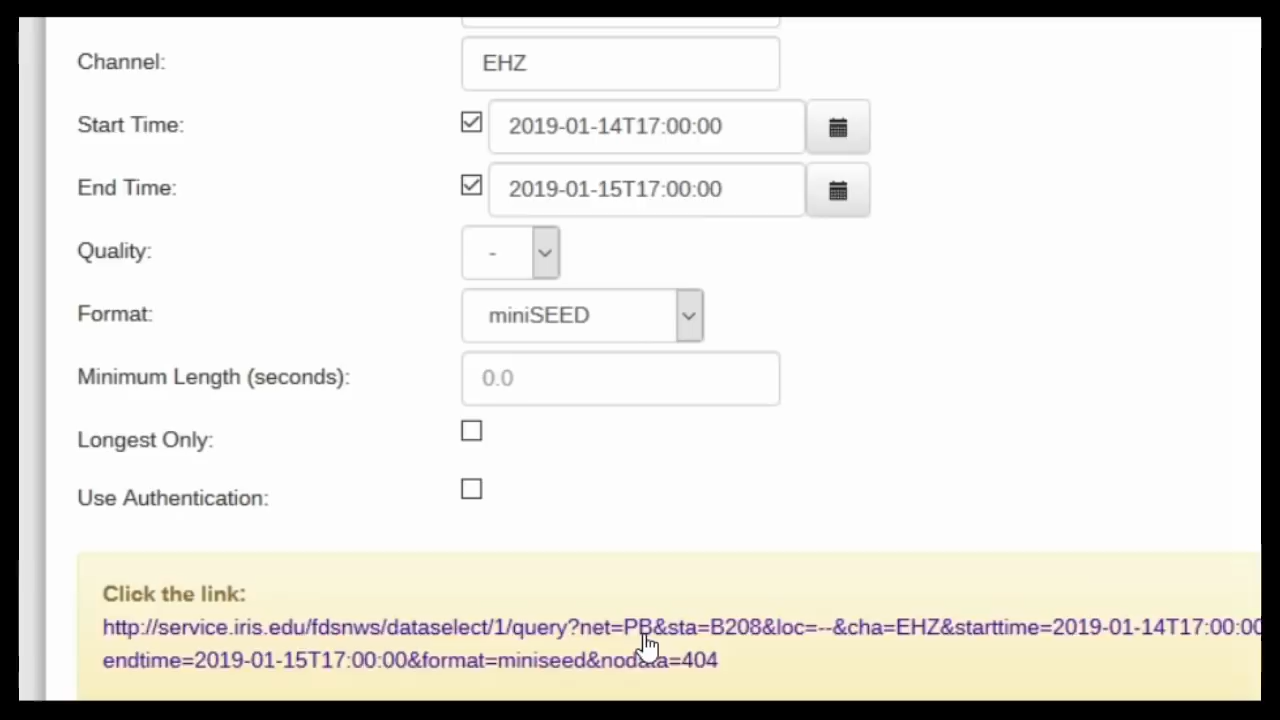 Channel: EHZ
Start Time: 2019-01-14T17:00:00
End Time: 2019-01-15T17:00:00
Quality: -
Format: miniSEED
Minimum Length (seconds): 0.0
Longest Only:
Use Authentication:
Click the link:
http://service.iris.edu/fdsnws/dataselect/1/query?net=PB&sta=B208&loc=--&cha=EHZ&starttime=2019-01-14T17:00:00
endtime=2019-01-15T17:00:00&format=miniseed&nodata=404